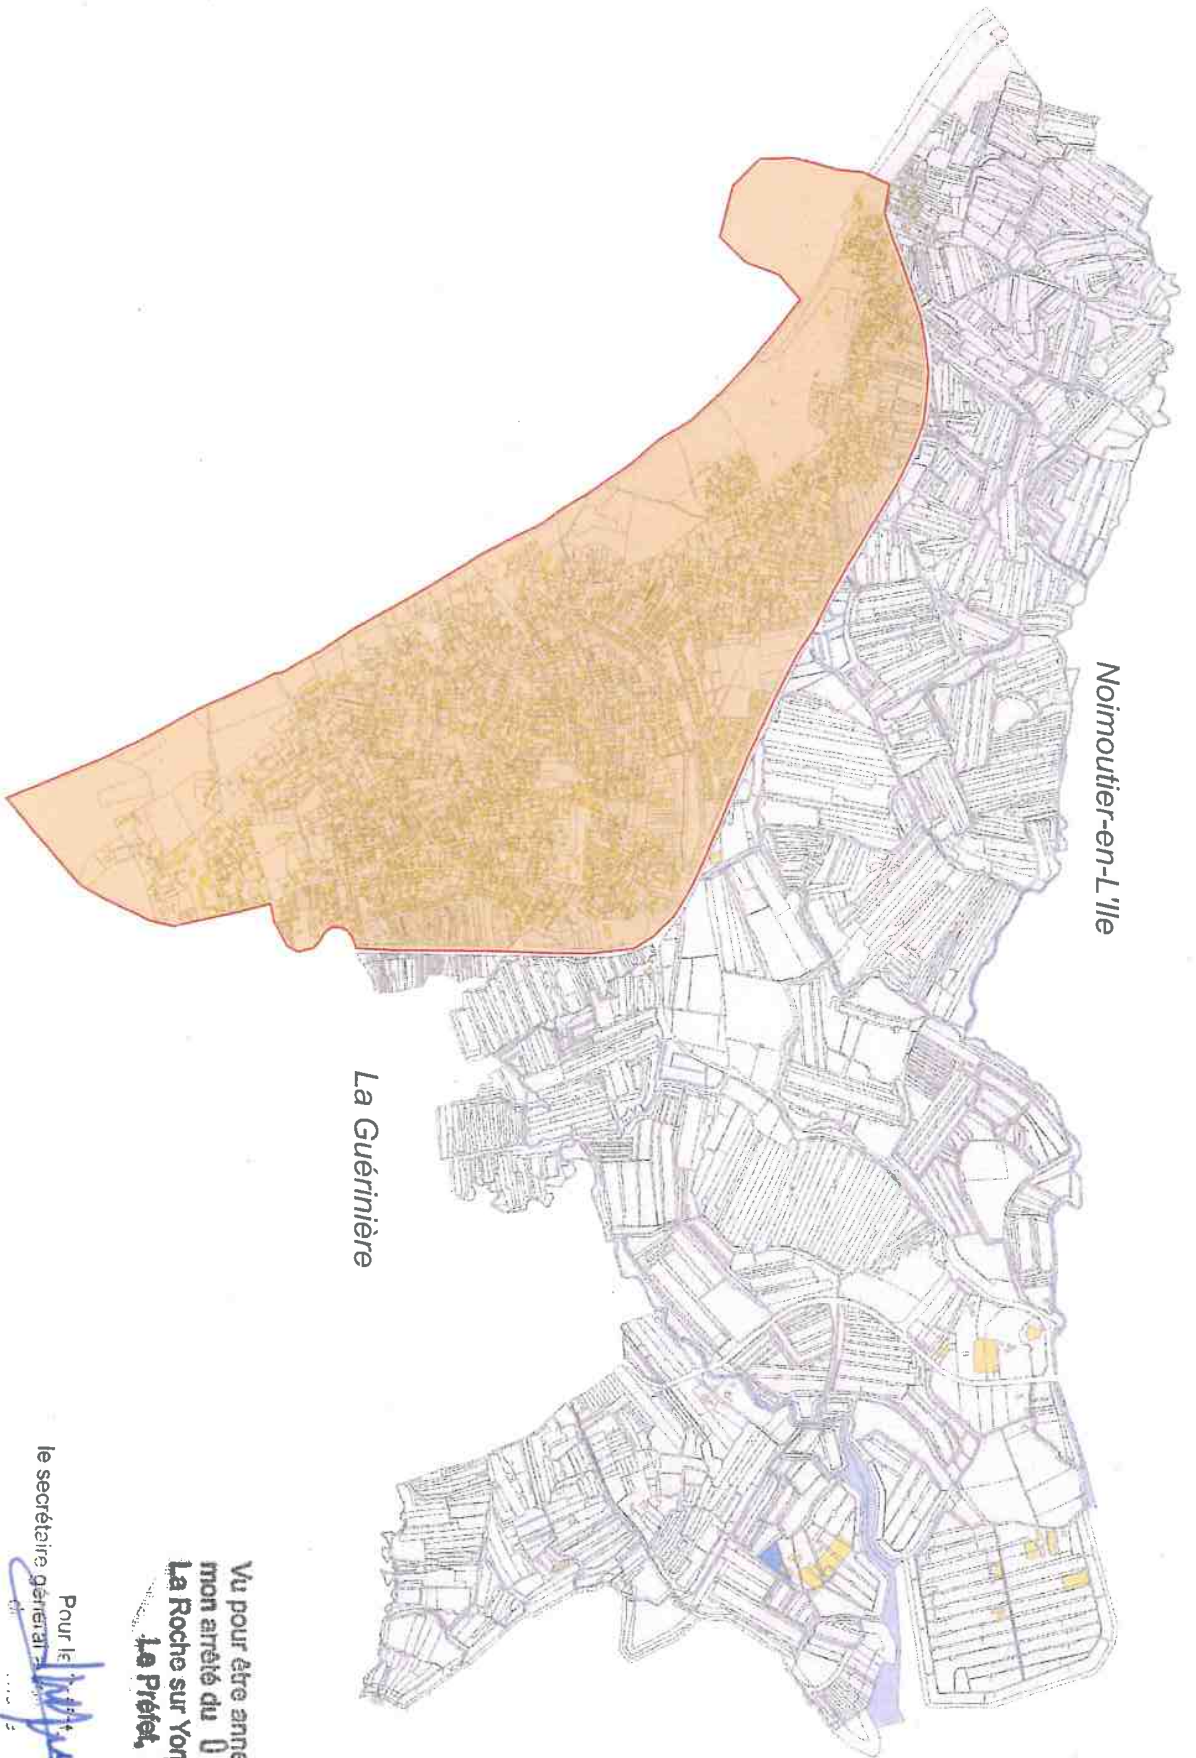 Noimoutier-en-L'Ile
La Guérinière
Vu pour être anne
mon arrêté du 0
La Roche sur Yon
Le Préfet,
Pour le
le secrétaire général